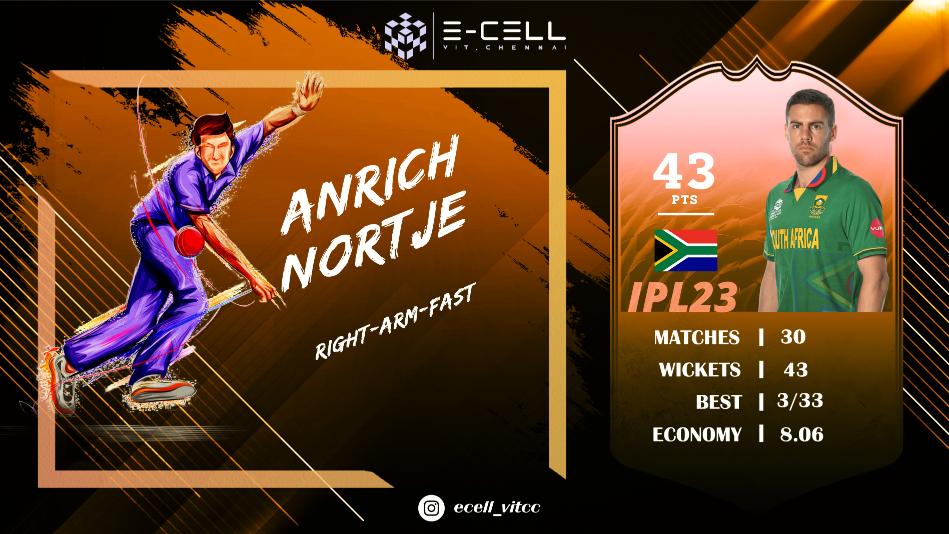 E-CELL
VIT, CHENNAI
ANRICH
NORTJE
RIGHT-ARM-FAST
43
PTS
SOUTH AFRICA
IPL23
MATCHES | 30
WICKETS | 43
BEST | 3/33
ECONOMY | 8.06
ecell_vitcc